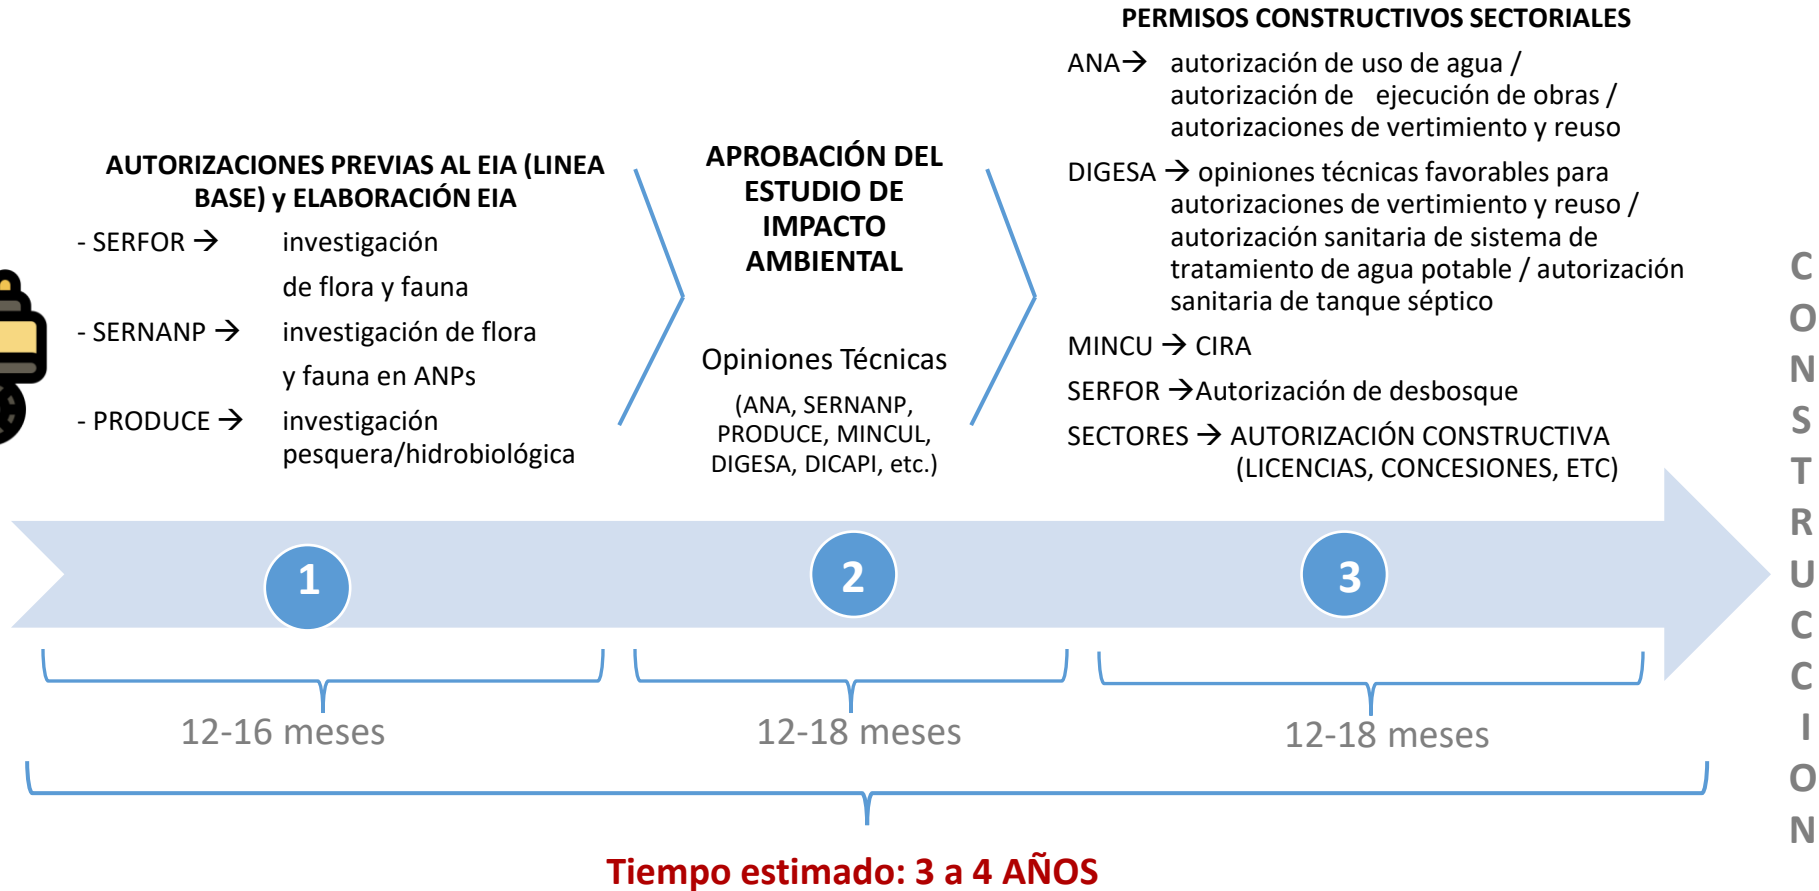 AUTORIZACIONES PREVIAS AL EIA (LINEA
BASE) y ELABORACIÓN EIA
- SERFOR → investigación
de flora y fauna
- SERNANP → investigación de flora
y fauna en ANPs
- PRODUCE → investigación
pesquera/hidrobiológica
APROBACIÓN DEL
ESTUDIO DE
IMPACTO
AMBIENTAL
Opiniones Técnicas
(ANA, SERNANP,
PRODUCE, MINCUL,
DIGESA, DICAPI, etc.)
PERMISOS CONSTRUCTIVOS SECTORIALES
ANA→ autorización de uso de agua /
autorización de ejecución de obras /
autorizaciones de vertimiento y reuso
DIGESA → opiniones técnicas favorables para
autorizaciones de vertimiento y reuso /
autorización sanitaria de sistema de
tratamiento de agua potable / autorización
sanitaria de tanque séptico
MINCU → CIRA
SERFOR →Autorización de desbosque
SECTORES → AUTORIZACIÓN CONSTRUCTIVA
(LICENCIAS, CONCESIONES, ETC)
1
2
3
12-16 meses
12-18 meses
12-18 meses
Tiempo estimado: 3 a 4 AÑOS
C
O
N
S
T
R
U
C
C
I
O
N